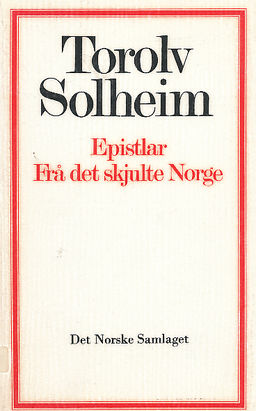 Torolv
Solheim
Epistlar
Frå det skjulte Norge
Det Norske Samlaget